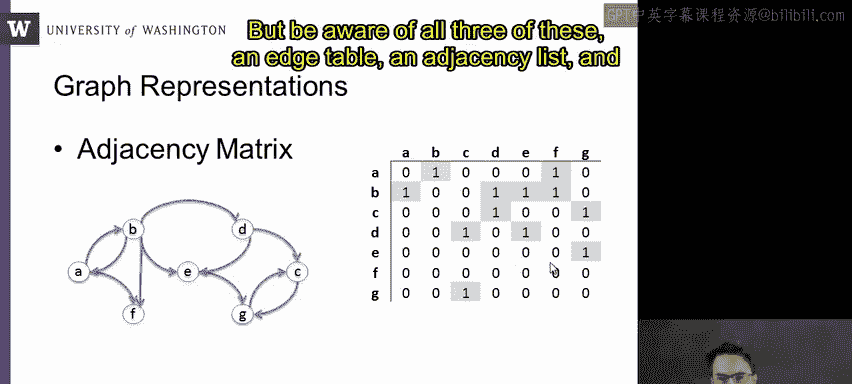 But be aware of all three of these,
an edge table, an adjacency list, and
GPT中英字幕课程资源@bilibili.com
W UNIVERSITY of WASHINGTON
Graph Representations
• Adjacency Matrix
a b c d e f g
a 0 1 0 0 0 1 0
b 1 0 0 1 1 1 0
c 0 0 0 1 0 0 1
d 0 0 1 0 1 0 0
e 0 0 0 0 0 0 1
f 0 0 0 0 0 0 0
g 0 0 1 0 0 0 0
b d
a e c
f g